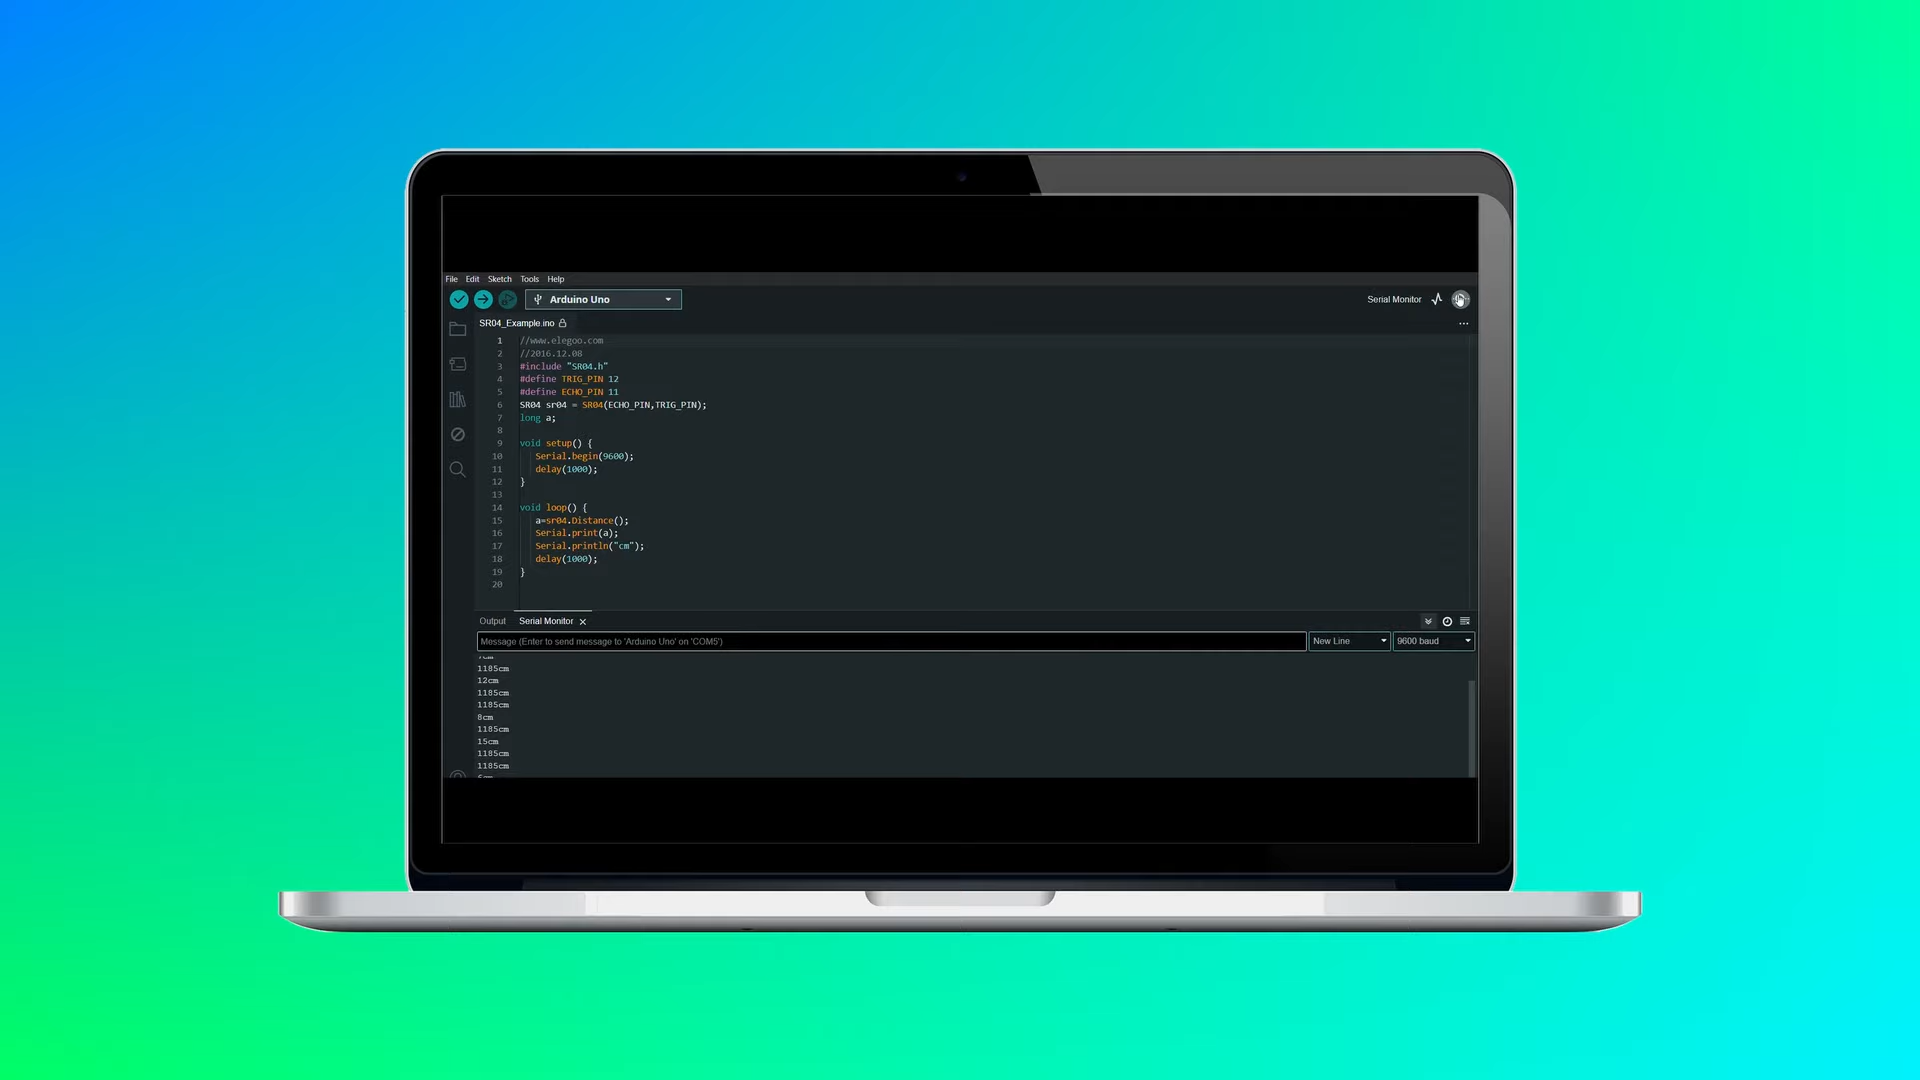 File Edit Sketch Tools Help
Arduino Uno
Serial Monitor
SR04_Example.ino
1 //www.elegoo.com
2 //2016.12.08
3 #include "SR04.h"
4 #define TRIG_PIN 12
5 #define ECHO_PIN 11
6 SR04 sr04 = SR04(ECHO_PIN,TRIG_PIN);
7 long a;
8
9 void setup() {
10 Serial.begin(9600);
11 delay(1000);
12 }
13
14 void loop() {
15 a=sr04.Distance();
16 Serial.print(a);
17 Serial.println("cm");
18 delay(1000);
19 }
20
Output Serial Monitor
Message (Enter to send message to 'Arduino Uno' on 'COM5') New Line 9600 baud
1185cm
12cm
1185cm
1185cm
8cm
1185cm
15cm
1185cm
1185cm